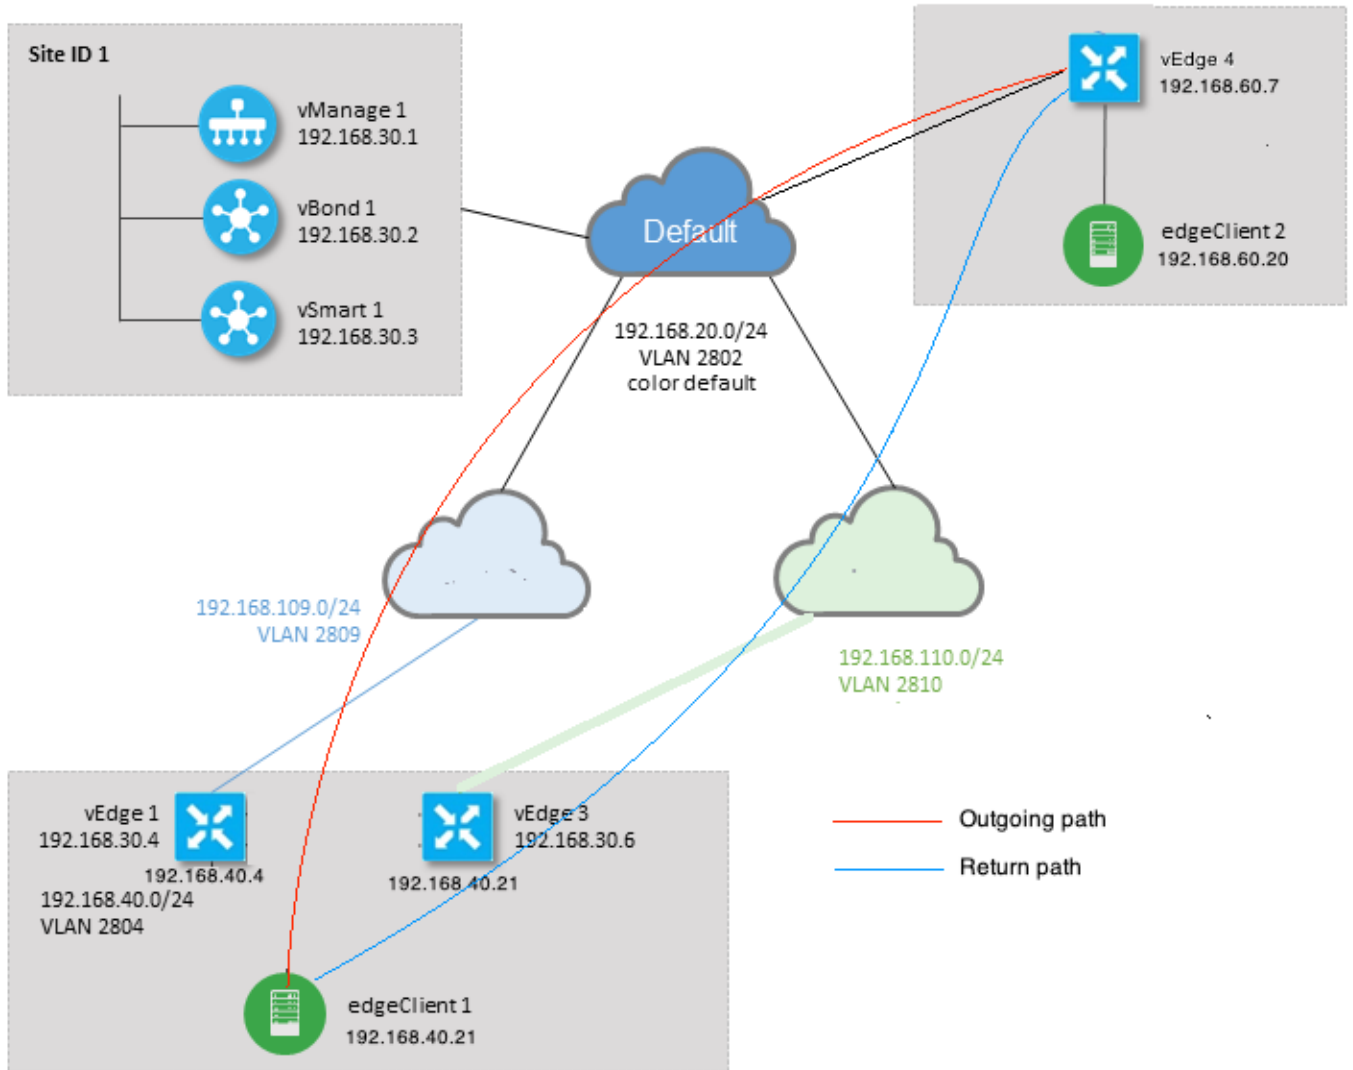 Site ID 1
vManage 1
192.168.30.1
vBond 1
192.168.30.2
vSmart 1
192.168.30.3
Default
192.168.20.0/24
VLAN 2802
color default
vEdge 4
192.168.60.7
edgeClient 2
192.168.60.20
192.168.109.0/24
VLAN 2809
192.168.110.0/24
VLAN 2810
vEdge 1
192.168.30.4
192.168.40.4
192.168.40.0/24
VLAN 2804
vEdge 3
192.168.30.6
192.168.40.21
edgeClient 1
192.168.40.21
Outgoing path
Return path